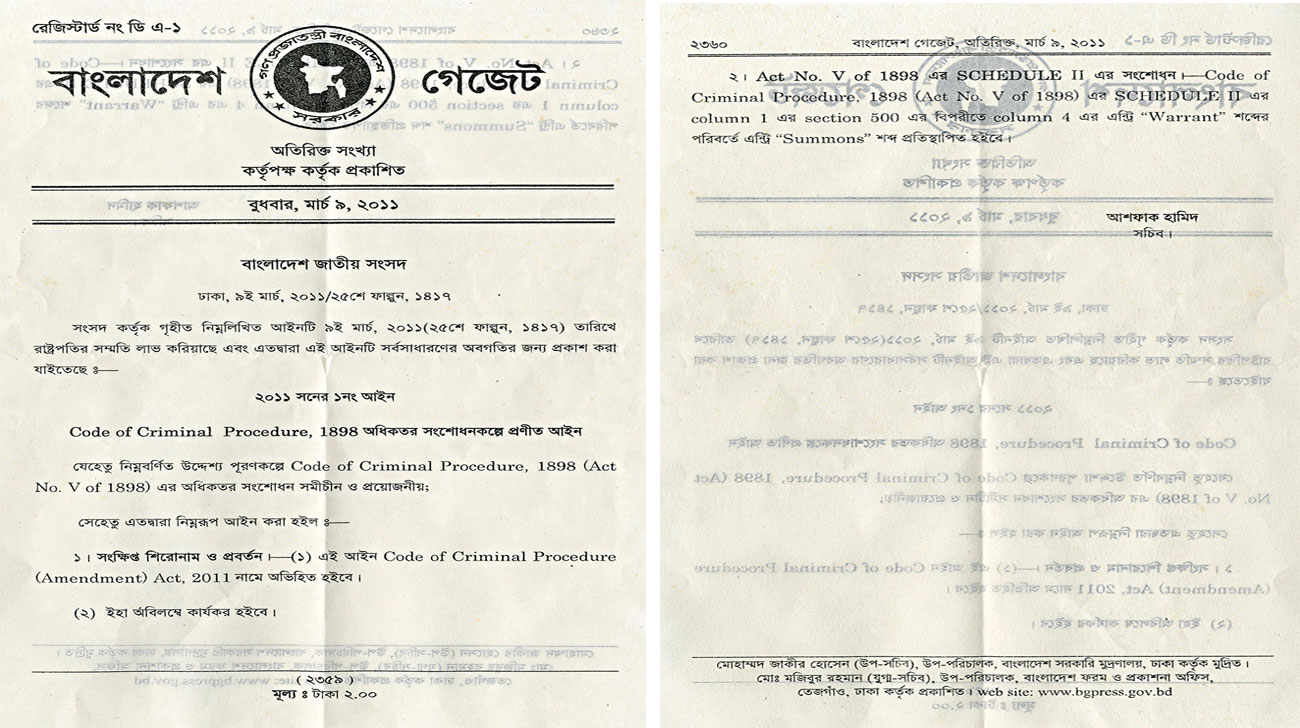 রেজিস্টার্ড নং ডি এ-১
বাংলাদেশ
গণপ্রজাতন্ত্রী বাংলাদেশ
সরকার
গেজেট
অতিরিক্ত সংখ্যা
কর্তৃপক্ষ কর্তৃক প্রকাশিত
বুধবার, মার্চ ৯, ২০১১
বাংলাদেশ জাতীয় সংসদ
ঢাকা, ৯ই মার্চ, ২০১১/২৫শে ফাল্গুন, ১৪১৭
সংসদ কর্তৃক গৃহীত নিম্নলিখিত আইনটি ৯ই মার্চ, ২০১১(২৫শে ফাল্গুন, ১৪১৭) তারিখে
রাষ্ট্রপতির সম্মতি লাভ করিয়াছে এবং এতদ্বারা এই আইনটি সর্বসাধারণের অবগতির জন্য প্রকাশ করা
যাইতেছে ঃ—
২০১১ সনের ১নং আইন
Code of Criminal Procedure, 1898 অধিকতর সংশোধনকল্পে প্রণীত আইন
যেহেতু নিম্নবর্ণিত উদ্দেশ্য পূরণকল্পে Code of Criminal Procedure, 1898 (Act
No. V of 1898) এর অধিকতর সংশোধন সমীচীন ও প্রয়োজনীয়;
সেহেতু এতদ্বারা নিম্নরূপ আইন করা হইল ঃ—
১। সংক্ষিপ্ত শিরোনাম ও প্রবর্তন।—(১) এই আইন Code of Criminal Procedure
(Amendment) Act, 2011 নামে অভিহিত হইবে।
(২) ইহা অবিলম্বে কার্যকর হইবে।
( ২৩৫৯ )
মূল্য ঃ টাকা ২.০০
২৩৬০ বাংলাদেশ গেজেট, অতিরিক্ত, মার্চ ৯, ২০১১
২। Act No. V of 1898 এর SCHEDULE II এর সংশোধন।—Code of
Criminal Procedure, 1898 (Act No. V of 1898) এর SCHEDULE II এর
column 1 এর section 500 এর বিপরীতে column 4 এর এন্ট্রি “Warrant” শব্দের
পরিবর্তে এন্ট্রি “Summons” শব্দ প্রতিস্থাপিত হইবে।
আশফাক হামিদ
সচিব।
মোহাম্মদ জাকীর হোসেন (উপ-সচিব), উপ-পরিচালক, বাংলাদেশ সরকারি মুদ্রণালয়, ঢাকা কর্তৃক মুদ্রিত।
মোঃ মজিবুর রহমান (যুগ্ম-সচিব), উপ-পরিচালক, বাংলাদেশ ফরম ও প্রকাশনা অফিস,
তেজগাঁও, ঢাকা কর্তৃক প্রকাশিত। web site: www.bgpress.gov.bd